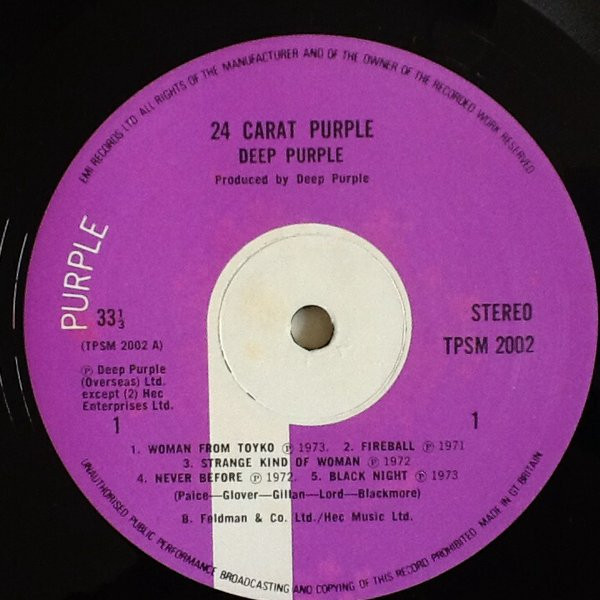 EMI RECORDS LTD ALL RIGHTS OF THE MANUFACTURER AND OF THE OWNER OF THE RECORDED WORK RESERVED
24 CARAT PURPLE
DEEP PURPLE
Produced by Deep Purple
PURPLE
33⅓
(TPSM 2002 A)
STEREO
TPSM 2002
Ⓟ Deep Purple
(Overseas) Ltd.
except (2) Hec
Enterprises Ltd.
1
1
1. WOMAN FROM TOYKO Ⓟ 1973. 2. FIREBALL Ⓟ 1971
3. STRANGE KIND OF WOMAN Ⓟ 1972
4. NEVER BEFORE Ⓟ 1972. 5. BLACK NIGHT Ⓟ 1973
(Paice—Glover—Gillan—Lord—Blackmore)
B. Feldman & Co. Ltd./Hec Music Ltd.
UNAUTHORISED PUBLIC PERFORMANCE BROADCASTING AND COPYING OF THIS RECORD PROHIBITED MADE IN GT BRITAIN